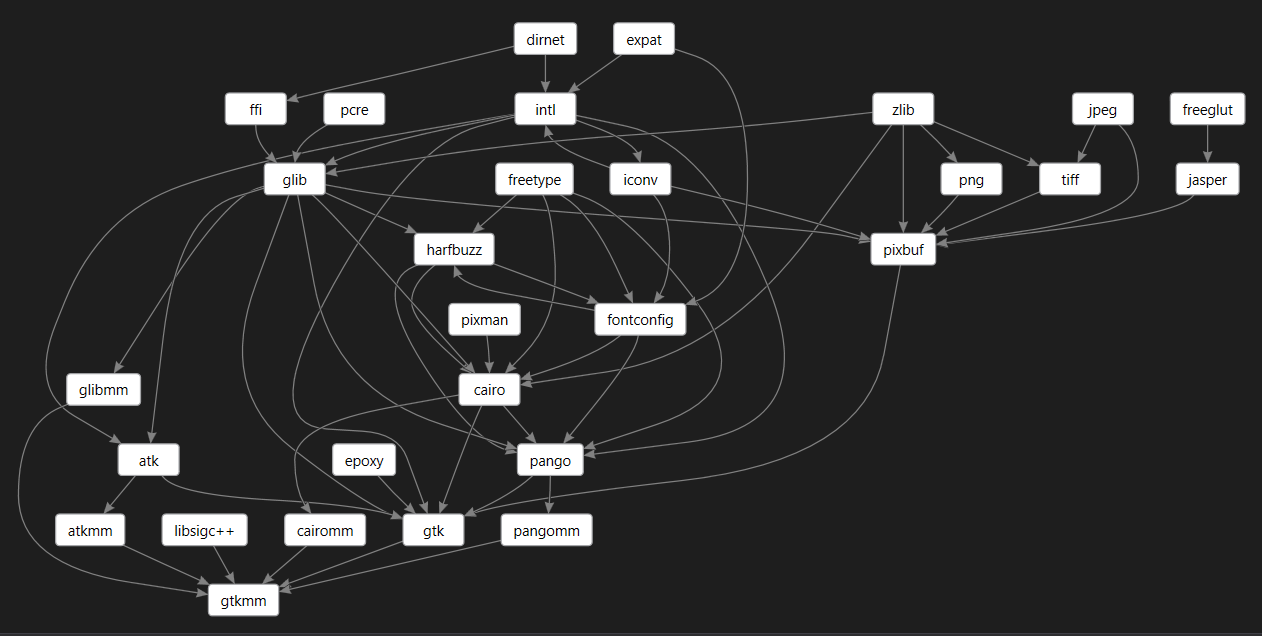 dirnet
expat
ffi
pcre
intl
zlib
jpeg
freeglut
glib
freetype
iconv
png
tiff
jasper
harfbuzz
pixbuf
pixman
fontconfig
glibmm
cairo
atk
epoxy
pango
atkmm
libsigc++
cairomm
gtk
pangomm
gtkmm